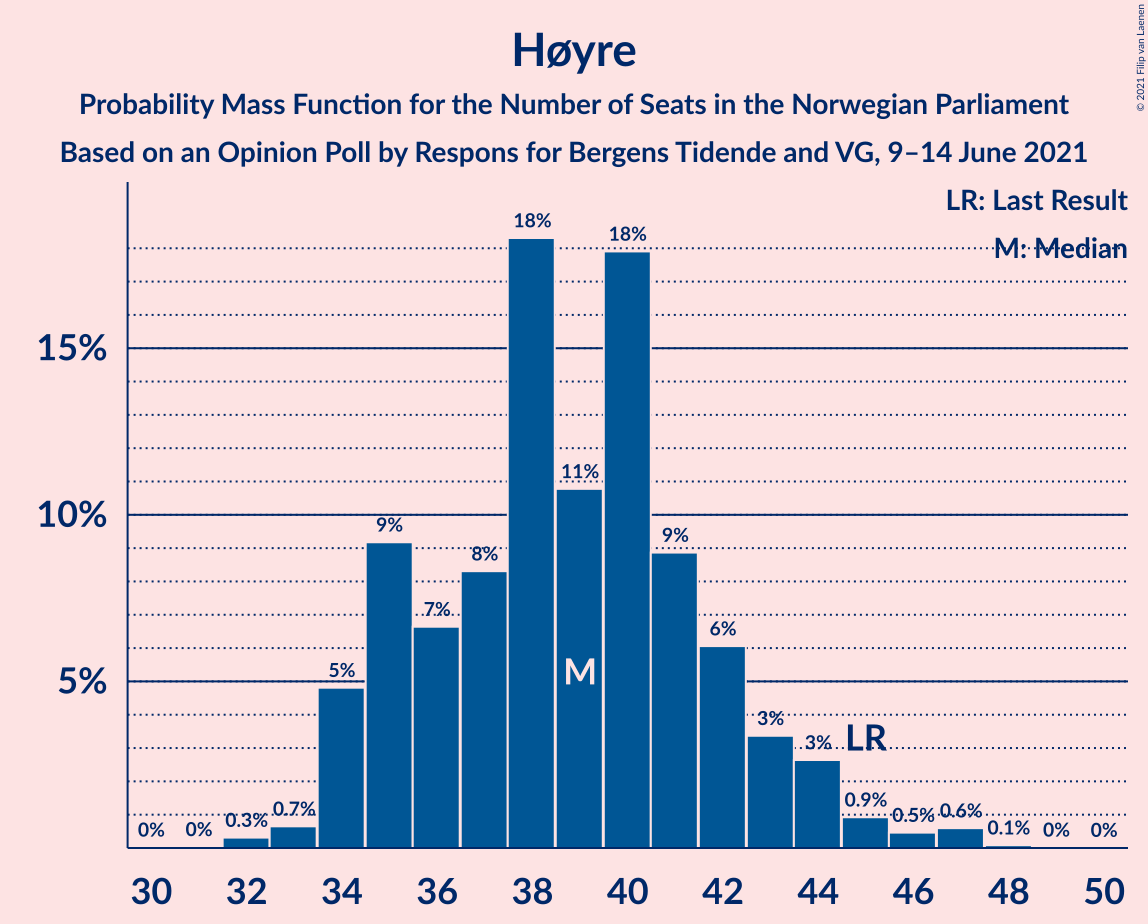 Høyre
Probability Mass Function for the Number of Seats in the Norwegian Parliament
Based on an Opinion Poll by Respons for Bergens Tidende and VG, 9–14 June 2021
© 2021 Filip van Laenen
LR: Last Result
M: Median
15%
10%
5%
0%
0%
0.3%
0.7%
5%
9%
7%
8%
18%
11%
18%
9%
6%
3%
3%
0.9%
0.5%
0.6%
0.1%
0%
0%
M
LR
30 32 34 36 38 40 42 44 46 48 50